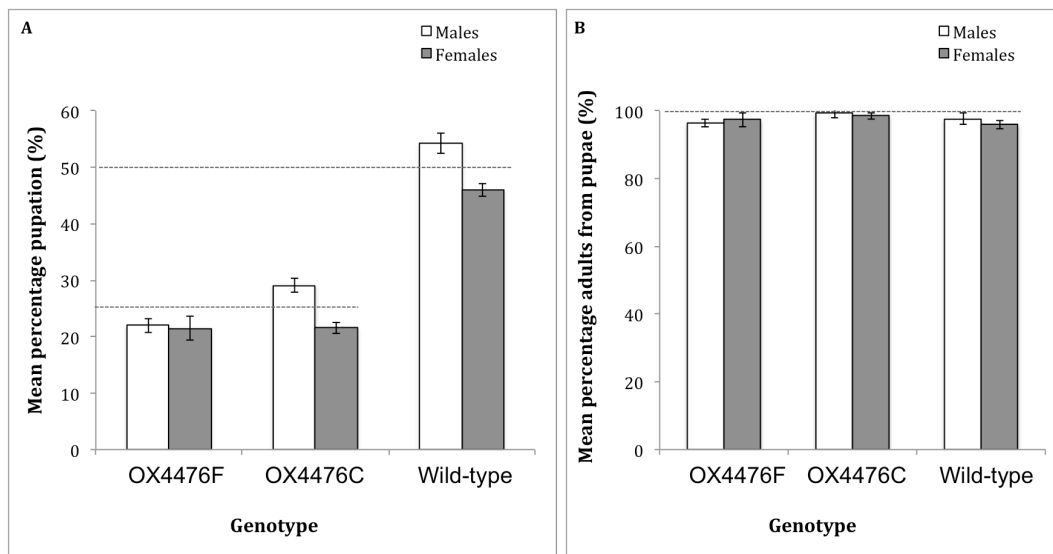 A
Males
Females
Mean percentage pupation (%)
60
50
40
30
20
10
0
OX4476F OX4476C Wild-type
Genotype
B
Males
Females
Mean percentage adults from pupae (%)
100
80
60
40
20
0
OX4476F OX4476C Wild-type
Genotype